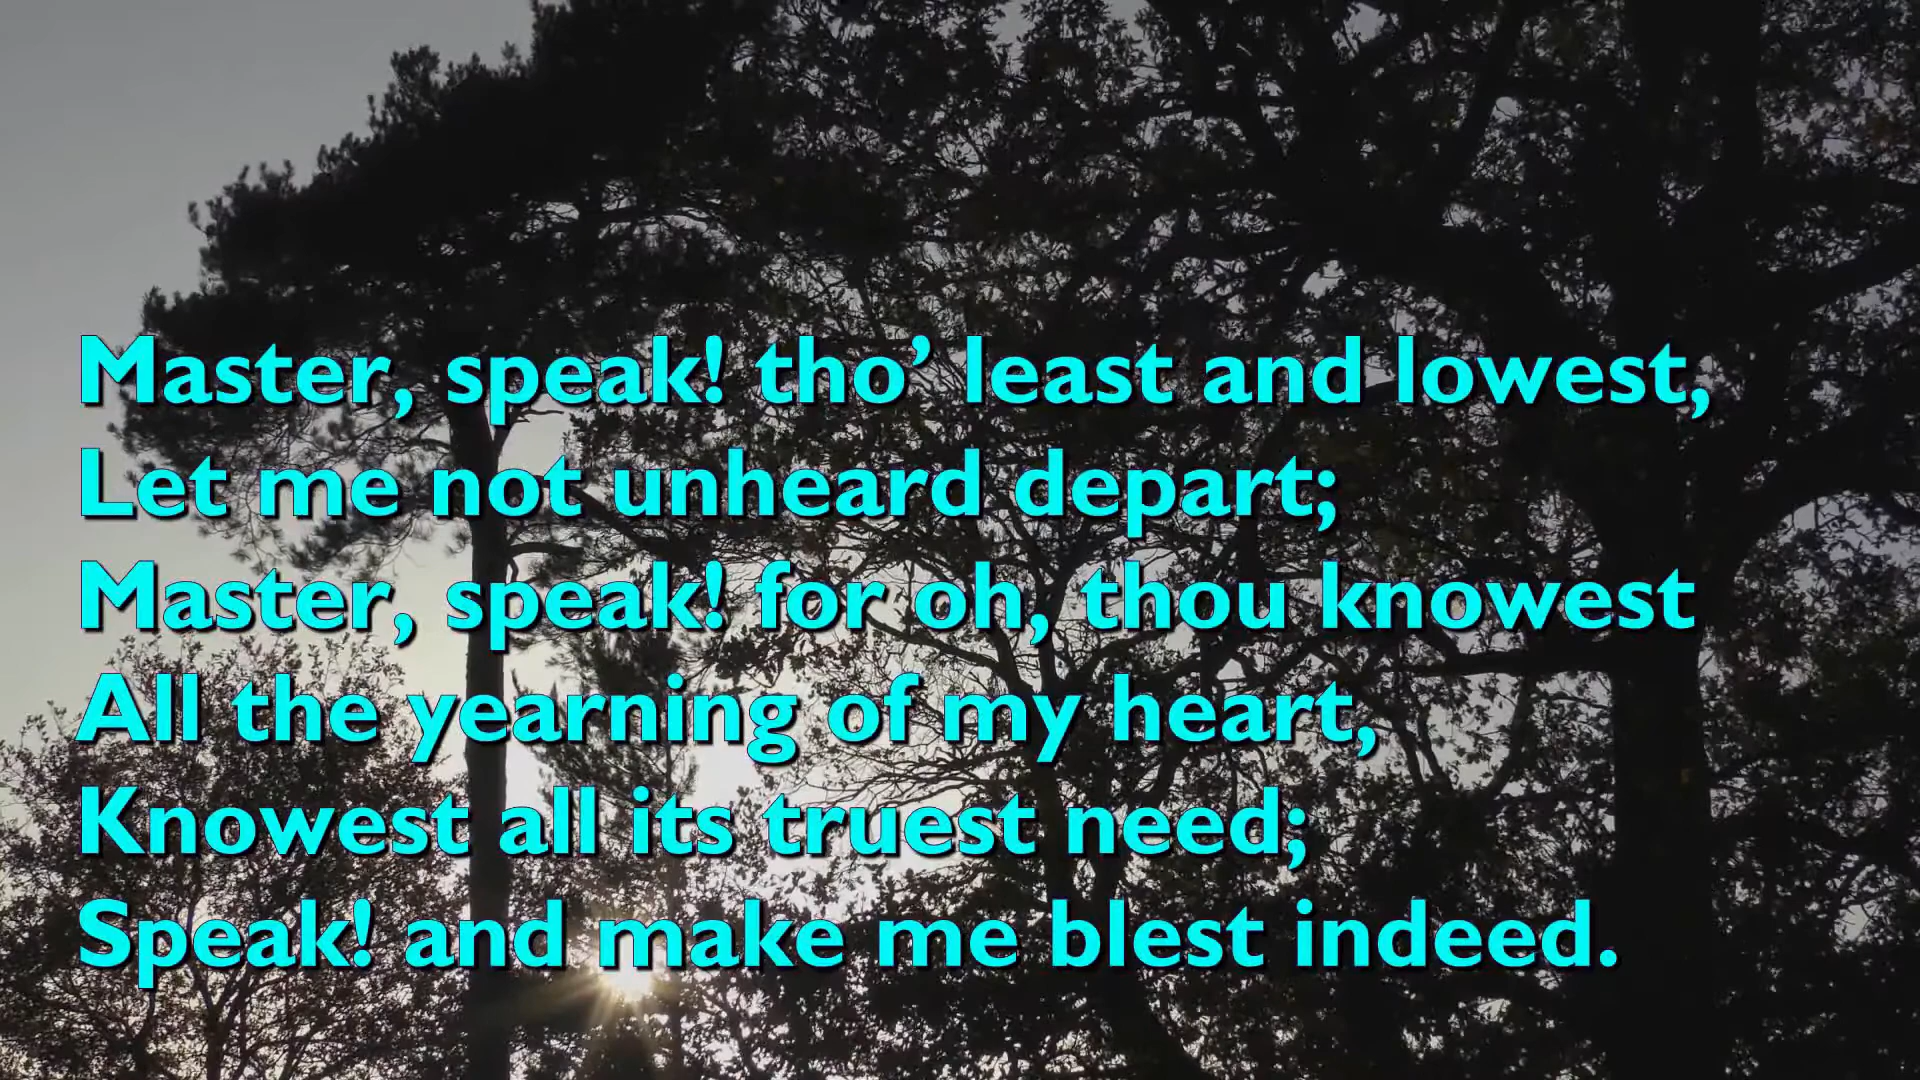 Master, speak! tho’ least and lowest,
Let me not unheard depart;
Master, speak! for oh, thou knowest
All the yearning of my heart,
Knowest all its truest need;
Speak! and make me blest indeed.